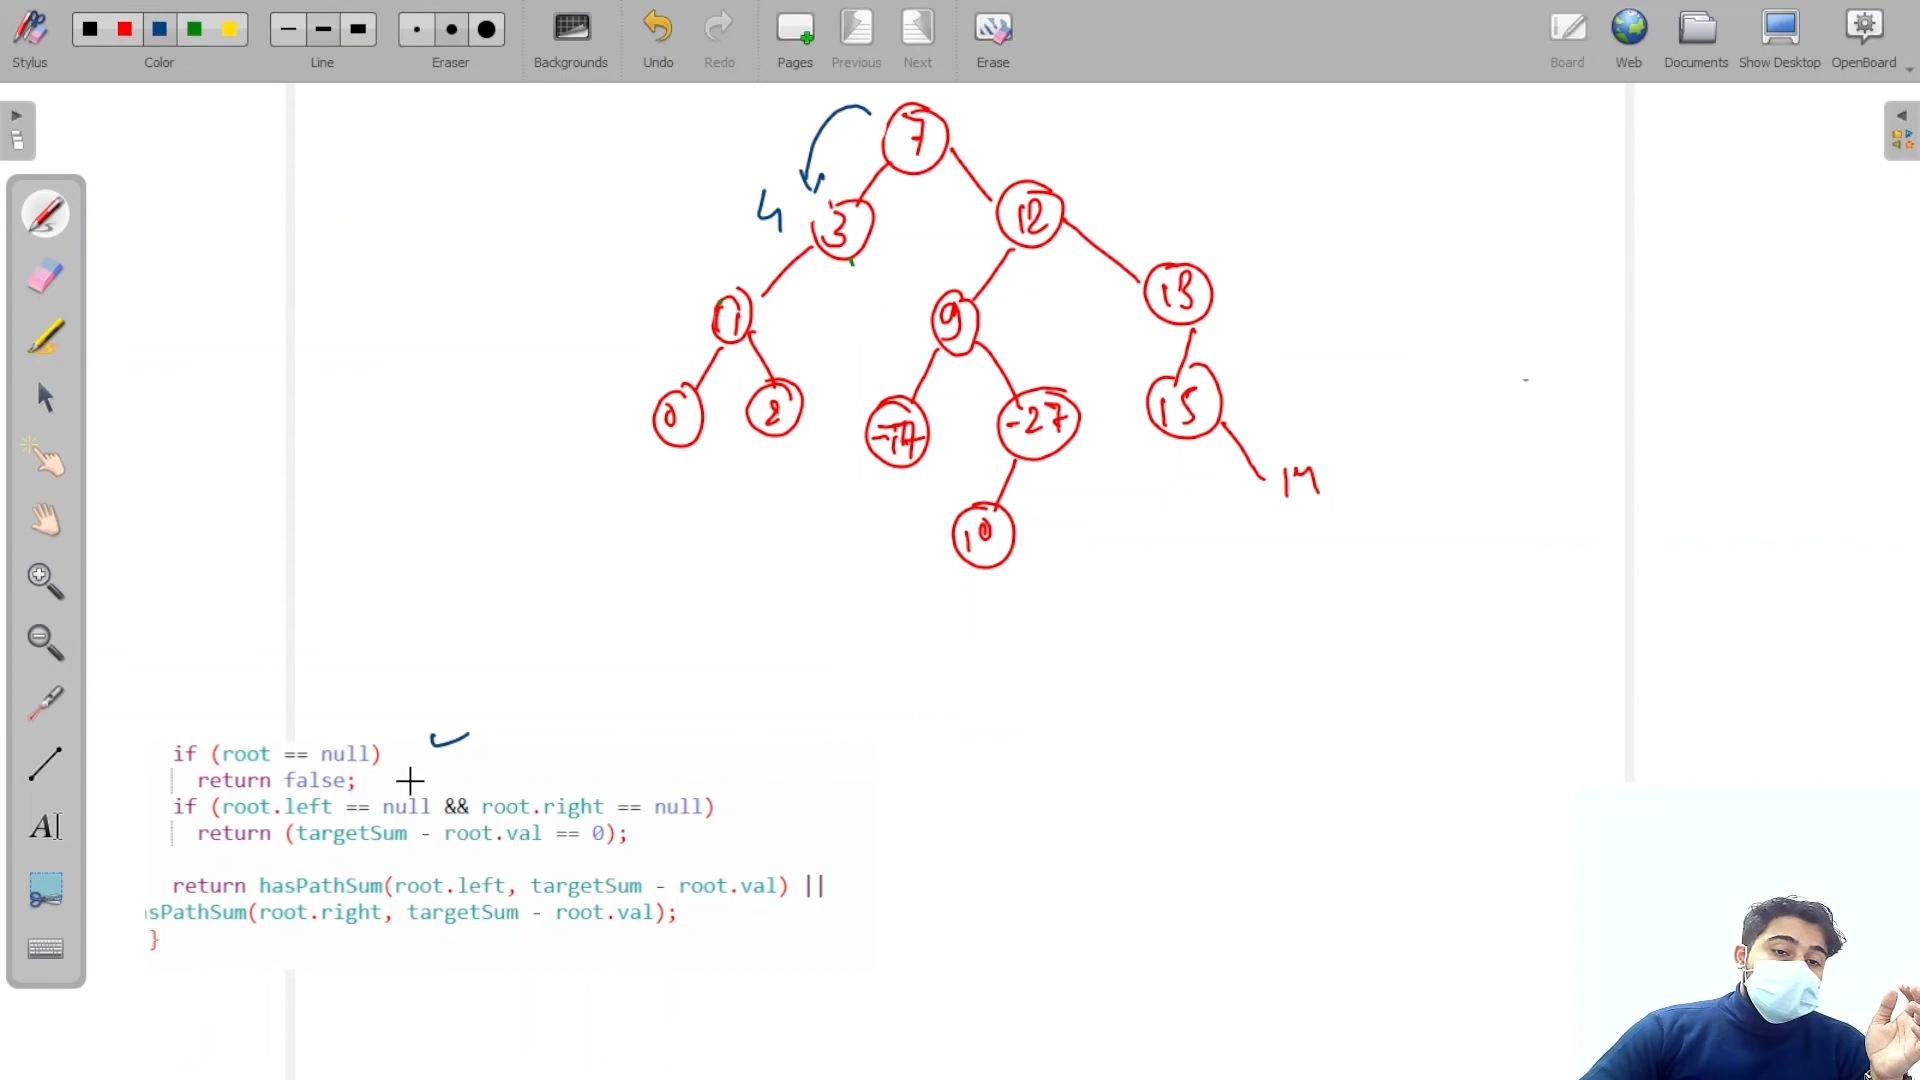 Stylus
Color
Line
Eraser
Backgrounds
Undo
Redo
Pages
Previous
Next
Erase
Board
Web
Documents
Show Desktop
OpenBoard
7
4
3
12
1
9
13
0
2
-14
-27
15
14
10
if (root == null)
return false;
if (root.left == null && root.right == null)
return (targetSum - root.val == 0);
return hasPathSum(root.left, targetSum - root.val) ||
sPathSum(root.right, targetSum - root.val);
}
AI